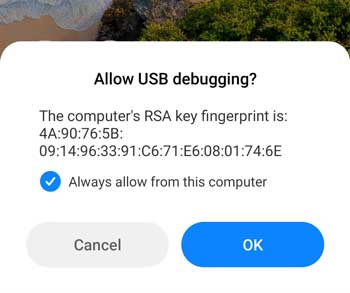 Allow USB debugging?
The computer's RSA key fingerprint is:
4A:90:76:5B:
09:14:96:33:91:C6:71:E6:08:01:74:6E
Always allow from this computer
Cancel
OK